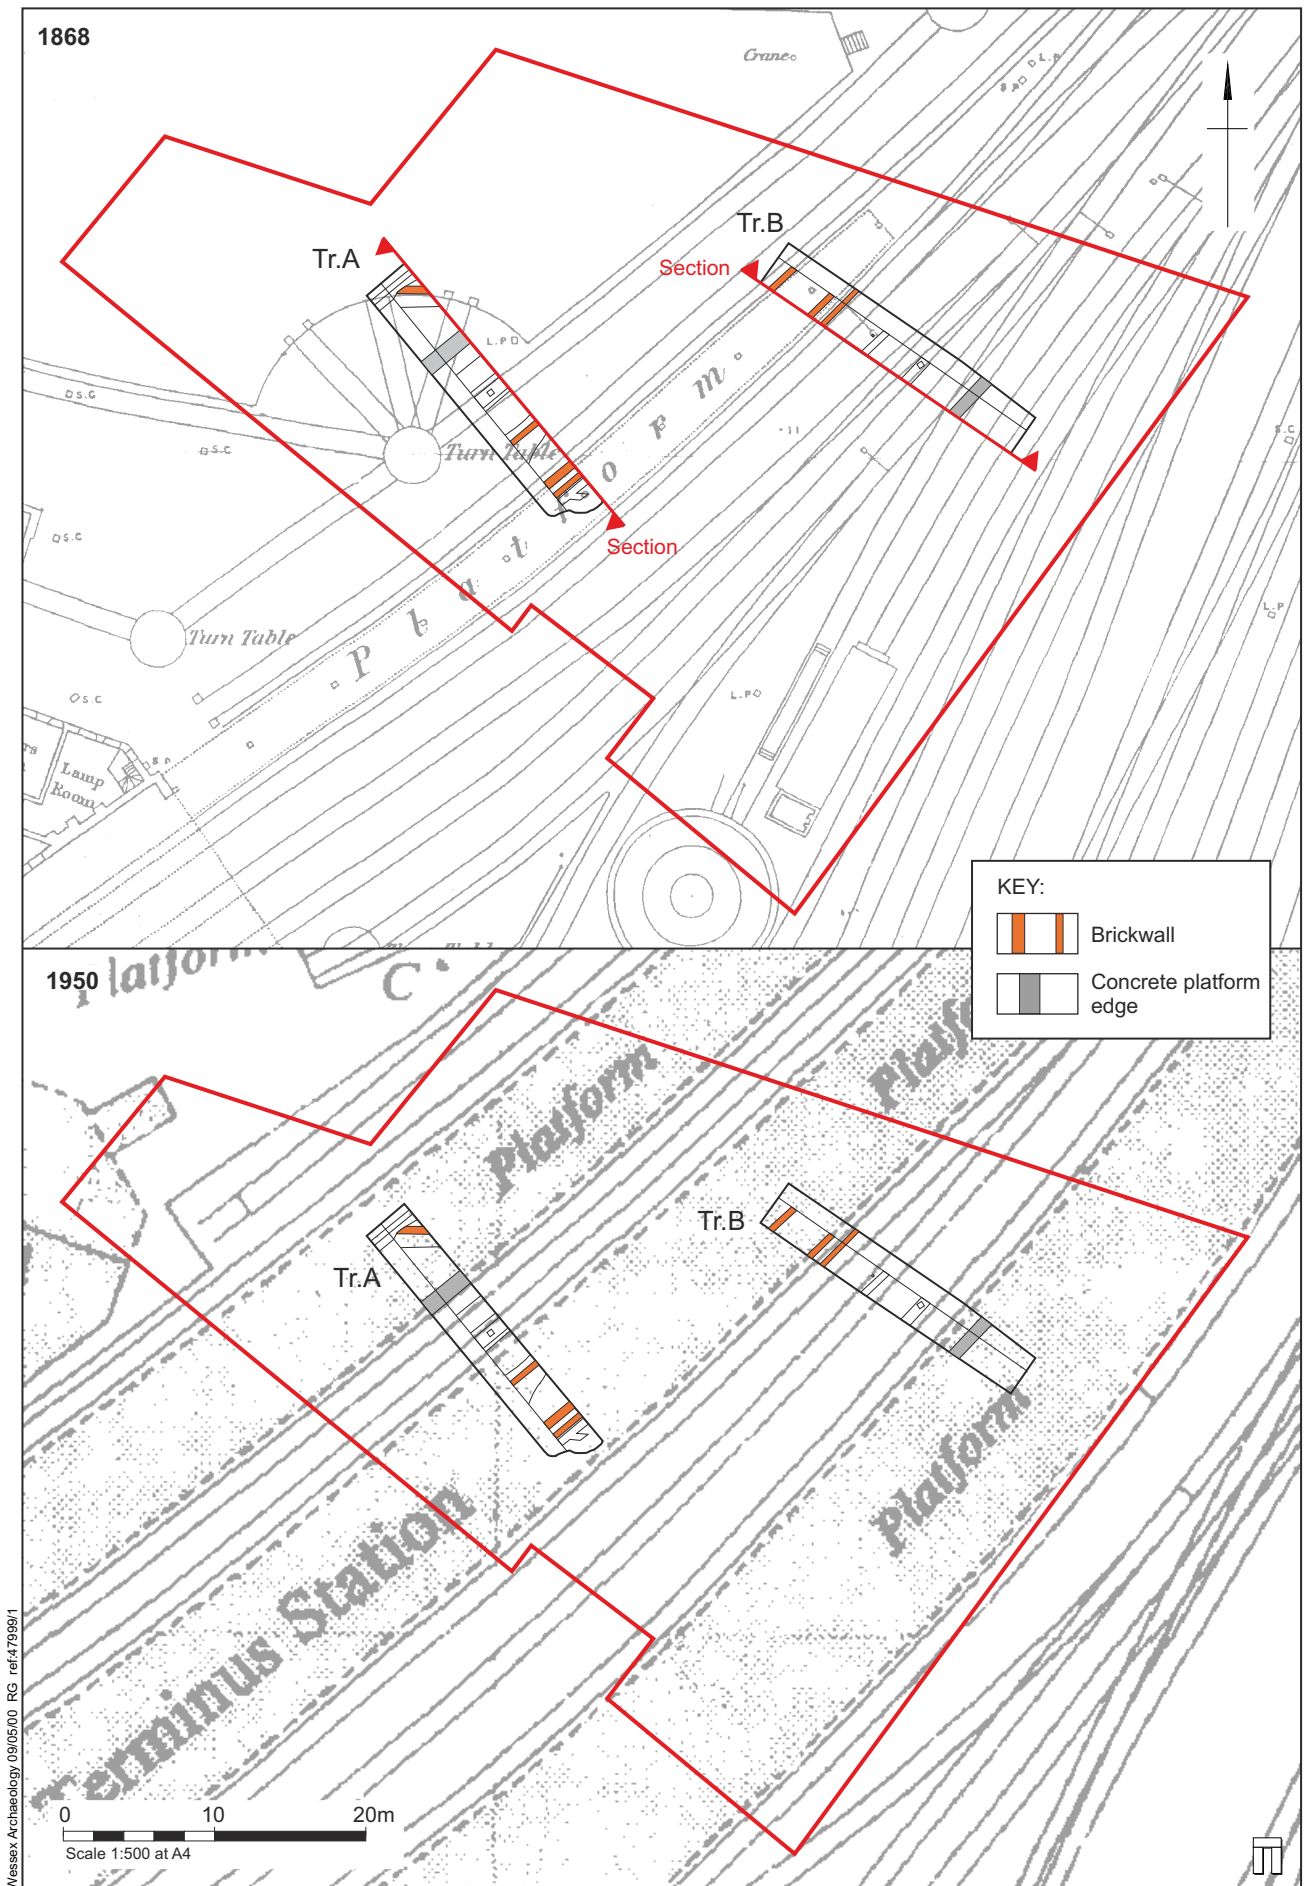 1868
Crane
L.P
S.P
Tr.B
Section
Tr.A
L.P
S.C
S.C
Turn Table
Platform
Section
S.C
S.C
Turn Table
L.P
L.P
S.C
S.P
Lamp
Room
KEY:
Brickwall
Concrete platform
edge
1950
Platform
C
Platform
Platf
Tr.B
Tr.A
Platform
Terminus Station
0 10 20m
Scale 1:500 at A4
Wessex Archaeology 09/05/00 RG ref:47999/1